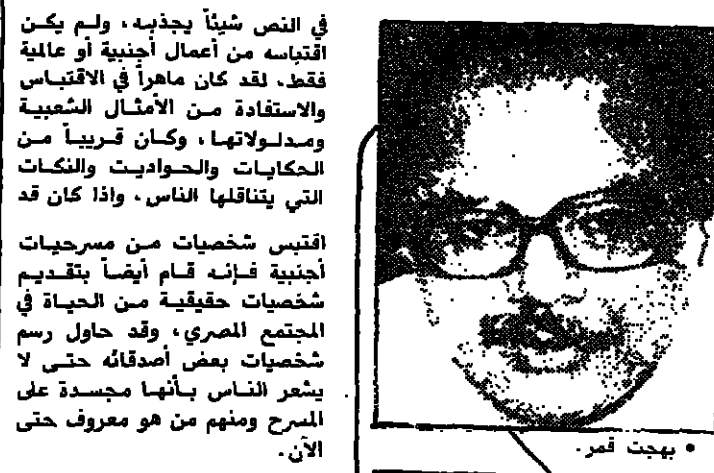 في النص شيئاً يجذبه، ولم يكن
اقتباسه من أعمال أجنبية أو عالمية
فقط، لقد كان ماهراً في الاقتباس
والاستفادة من الأمثال الشعبية
ومدلولاتها، وكان قريباً من
الحكايات والحواديت والنكات
التي يتناقلها الناس، واذا كان قد
اقتبس شخصيات من مسرحيات
أجنبية فإنه قام أيضاً بتقديم
شخصيات حقيقية من الحياة في
المجتمع المصري، وقد حاول رسم
شخصيات بعض أصدقائه حتى لا
يشعر الناس بأنها مجسدة على
المسرح ومنهم من هو معروف حتى
الآن.
• بهجت قمر.